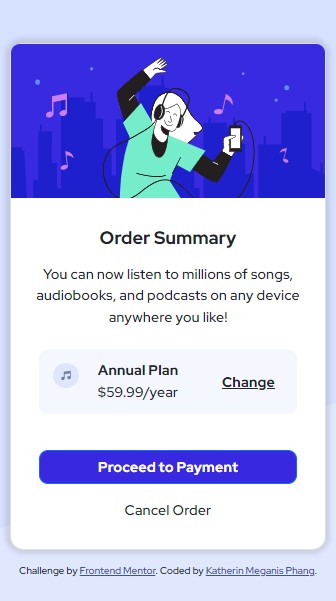 Order Summary
You can now listen to millions of songs,
audiobooks, and podcasts on any device
anywhere you like!
Annual Plan
$59.99/year
Change
Proceed to Payment
Cancel Order
Challenge by Frontend Mentor. Coded by Katherin Meganis Phang.